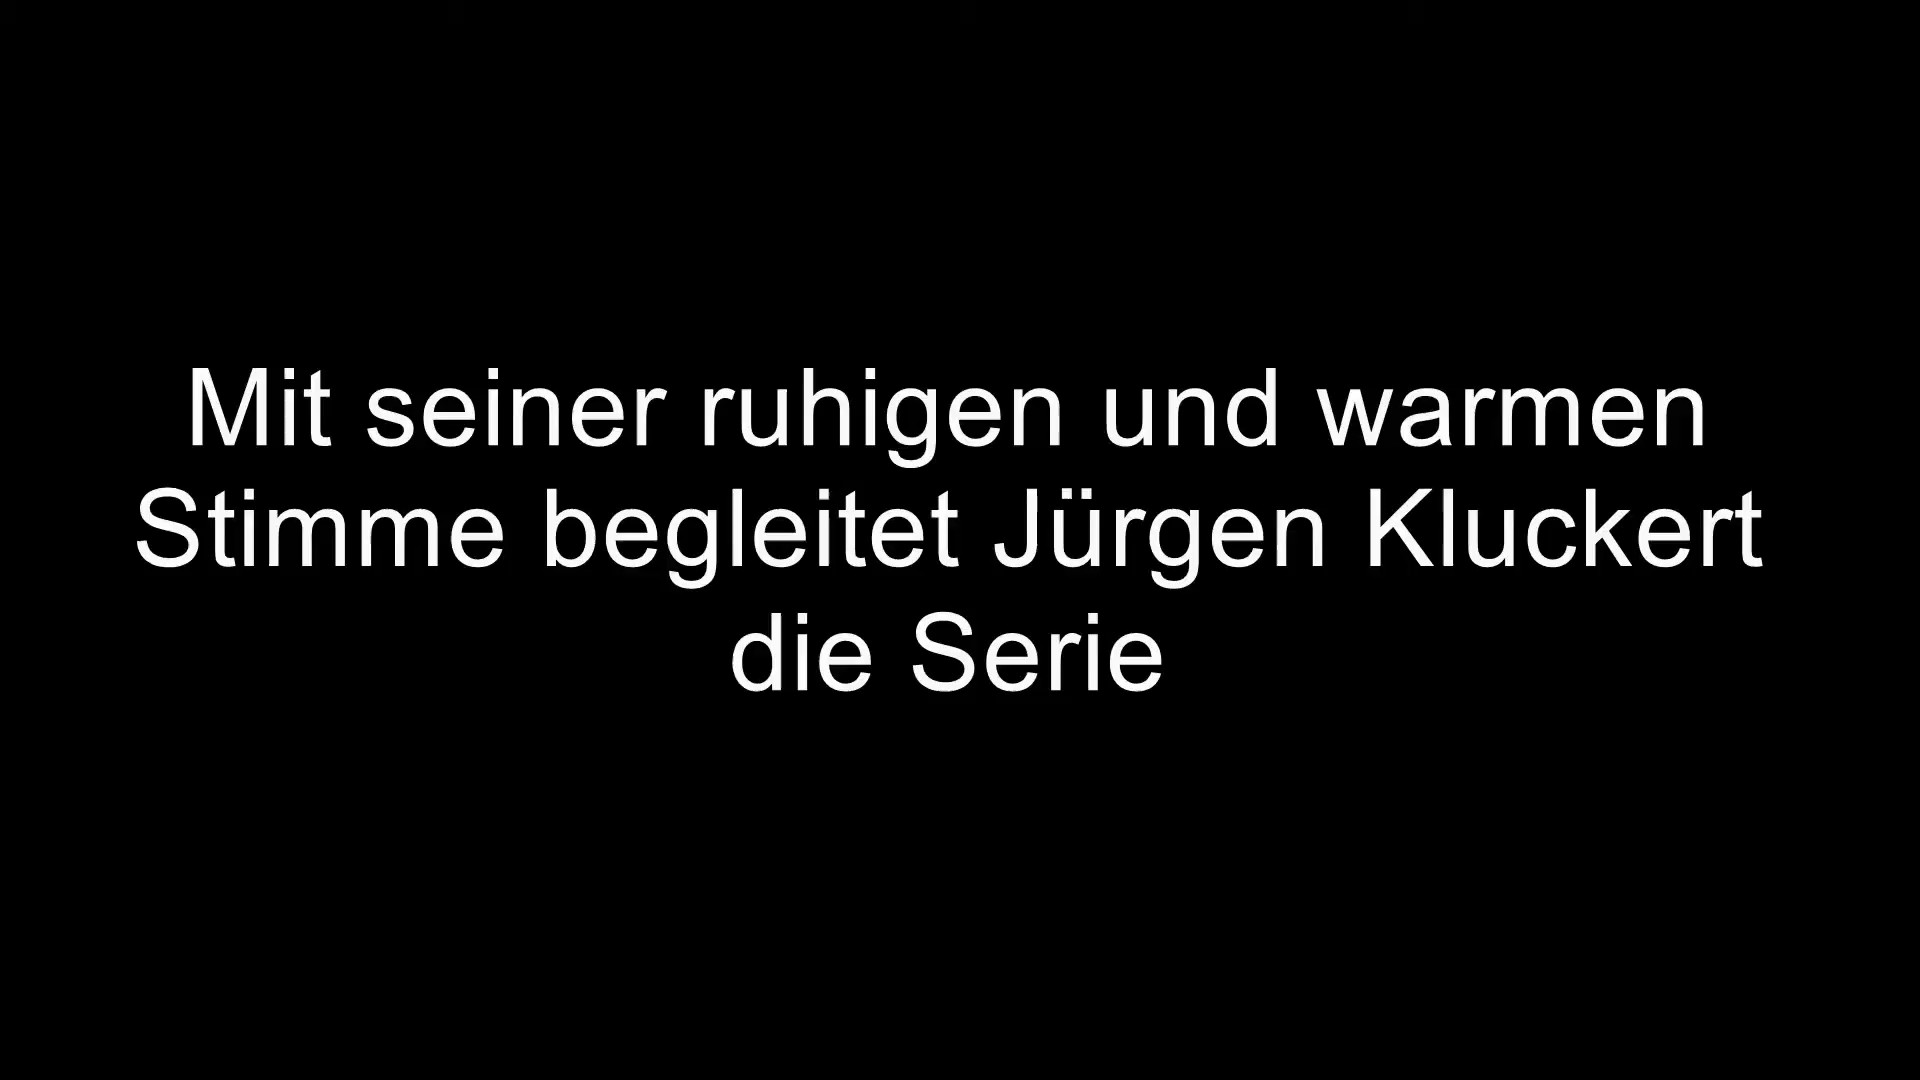 Mit seiner ruhigen und warmen
Stimme begleitet Jürgen Kluckert
die Serie